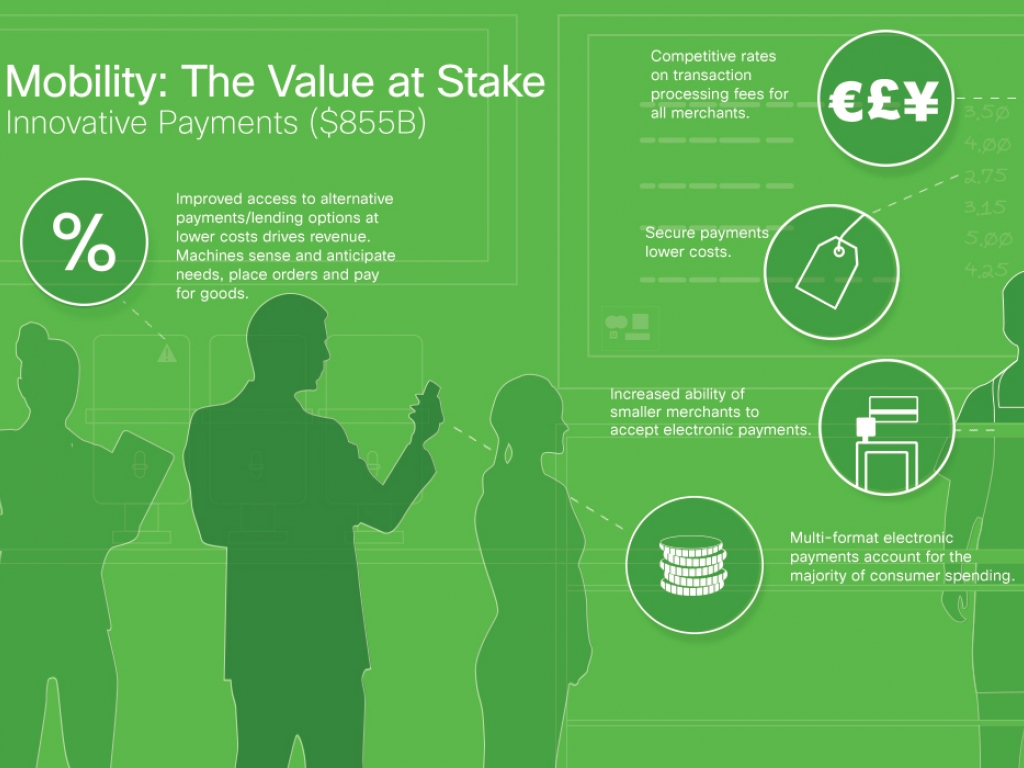 Mobility: The Value at Stake
Innovative Payments ($855B)
%
Improved access to alternative
payments/lending options at
lower costs drives revenue.
Machines sense and anticipate
needs, place orders and pay
for goods.
Competitive rates
on transaction
processing fees for
all merchants.
€£¥
3.50
4.00
2.75
3.15
5.00
4.25
Secure payments
lower costs.
Increased ability of
smaller merchants to
accept electronic payments.
Multi-format electronic
payments account for the
majority of consumer spending.